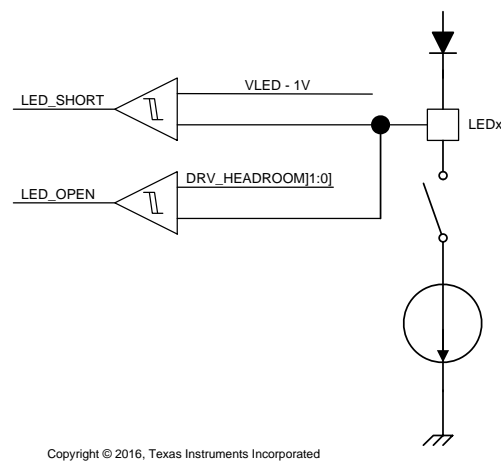 VLED - 1V
LED_SHORT
LEDx
DRV_HEADROOM]1:0]
LED_OPEN
Copyright © 2016, Texas Instruments Incorporated